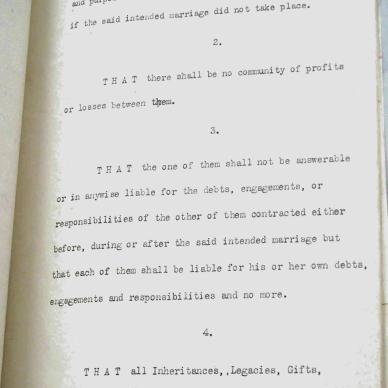 and
if the said intended marriage did not take place.
2.
T H A T there shall be no community of profits
or losses between them.
3.
T H A T the one of them shall not be answerable
or in anywise liable for the debts, engagements, or
responsibilities of the other of them contracted either
before, during or after the said intended marriage but
that each of them shall be liable for his or her own debts,
engagements and responsibilities and no more.
4.
T H A T all Inheritances,,Legacies, Gifts,